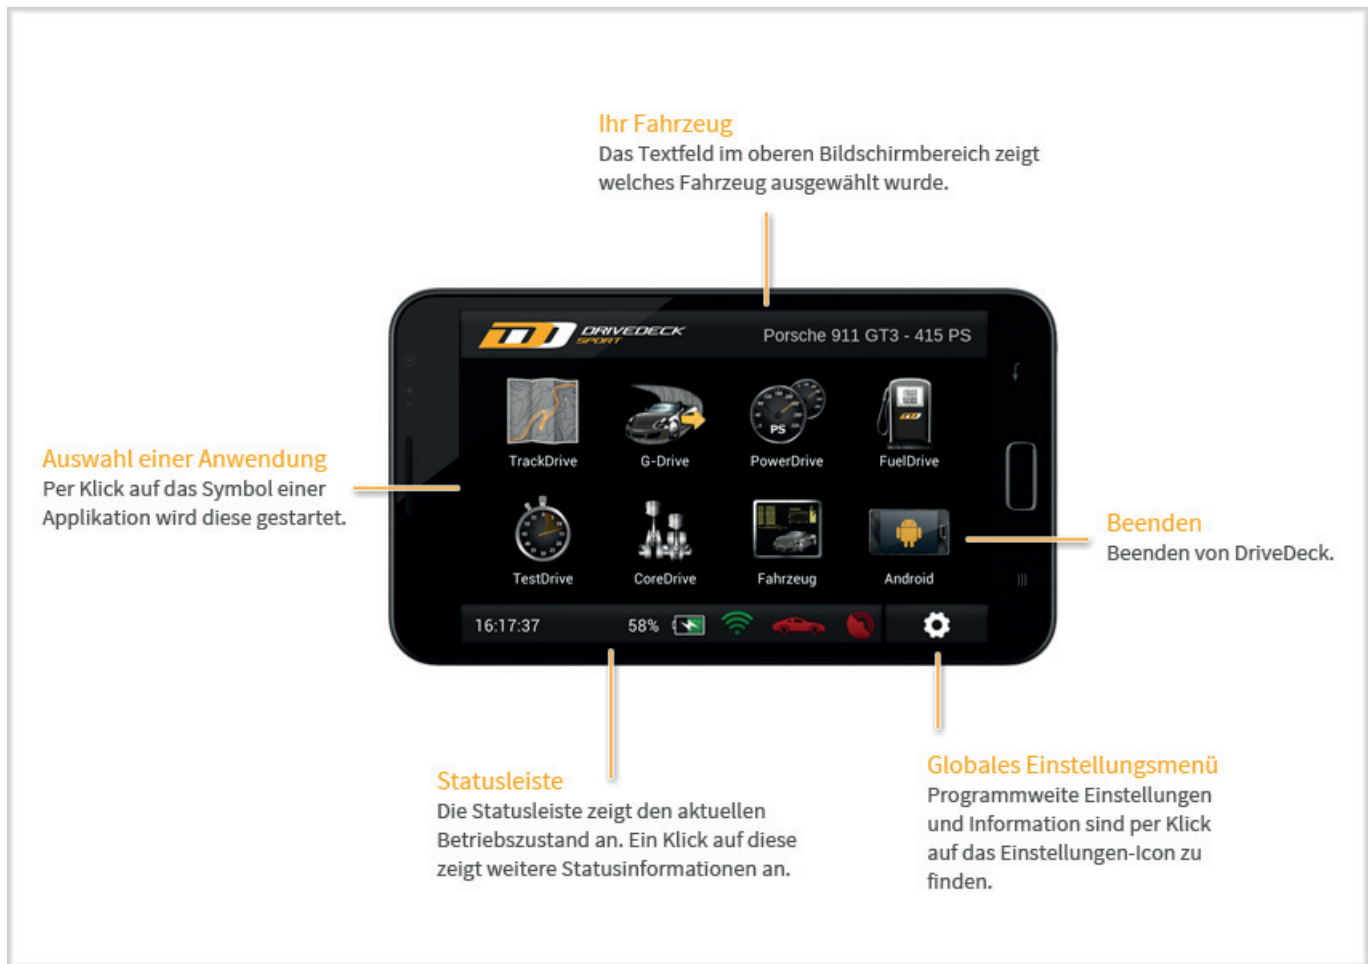 Ihr Fahrzeug
Das Textfeld im oberen Bildschirmbereich zeigt
welches Fahrzeug ausgewählt wurde.
DRIVEDECK
SPORT
Porsche 911 GT3 - 415 PS
PS
TrackDrive
G-Drive
PowerDrive
FuelDrive
Auswahl einer Anwendung
Per Klick auf das Symbol einer
Applikation wird diese gestartet.
TestDrive
CoreDrive
Fahrzeug
Android
Beenden
Beenden von DriveDeck.
16:17:37
58%
Statusleiste
Die Statusleiste zeigt den aktuellen
Betriebszustand an. Ein Klick auf diese
zeigt weitere Statusinformationen an.
Globales Einstellungsmenü
Programmweite Einstellungen
und Information sind per Klick
auf das Einstellungen-Icon zu
finden.